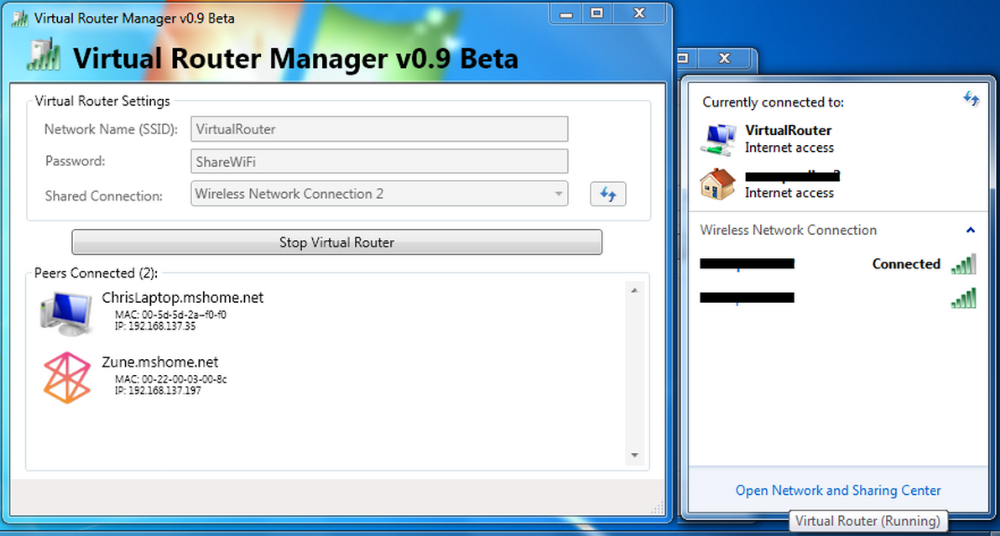 Virtual Router Manager v0.9 Beta
Virtual Router Manager v0.9 Beta
Virtual Router Settings
Network Name (SSID): VirtualRouter
Password: ShareWiFi
Shared Connection: Wireless Network Connection 2
Stop Virtual Router
Peers Connected (2):
ChrisLaptop.mshome.net
MAC: 00-5d-5d-2a--f0-f0
IP: 192.168.137.35
Zune.mshome.net
MAC: 00-22-00-03-00-8c
IP: 192.168.137.197
Currently connected to:
VirtualRouter
Internet access
Internet access
Wireless Network Connection
Connected
Open Network and Sharing Center
Virtual Router (Running)